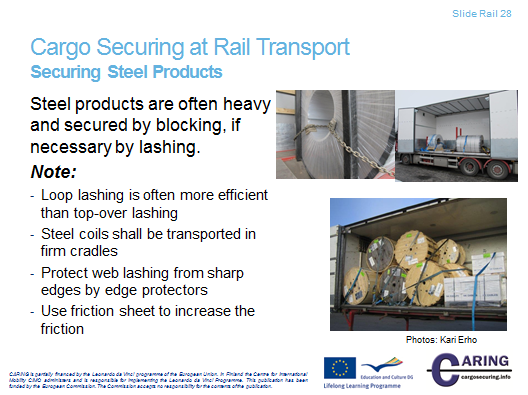 Slide Rail 28
Cargo Securing at Rail Transport
Securing Steel Products
Steel products are often heavy
and secured by blocking, if
necessary by lashing.
Note:
- Loop lashing is often more efficient
than top-over lashing
- Steel coils shall be transported in
firm cradles
- Protect web lashing from sharp
edges by edge protectors
- Use friction sheet to increase the
friction
Photos: Kari Erho
CARING is partially financed by the Leonardo da Vinci programme of the European Union. In Finland the Centre for International
Mobility CIMO administers and is responsible for implementing the Leonardo da Vinci Programme. This publication has been
funded by the European Commission. The Commission accepts no responsibility for the contents of the publication.
Education and Culture DG
Lifelong Learning Programme
CARING
cargosecuring.info